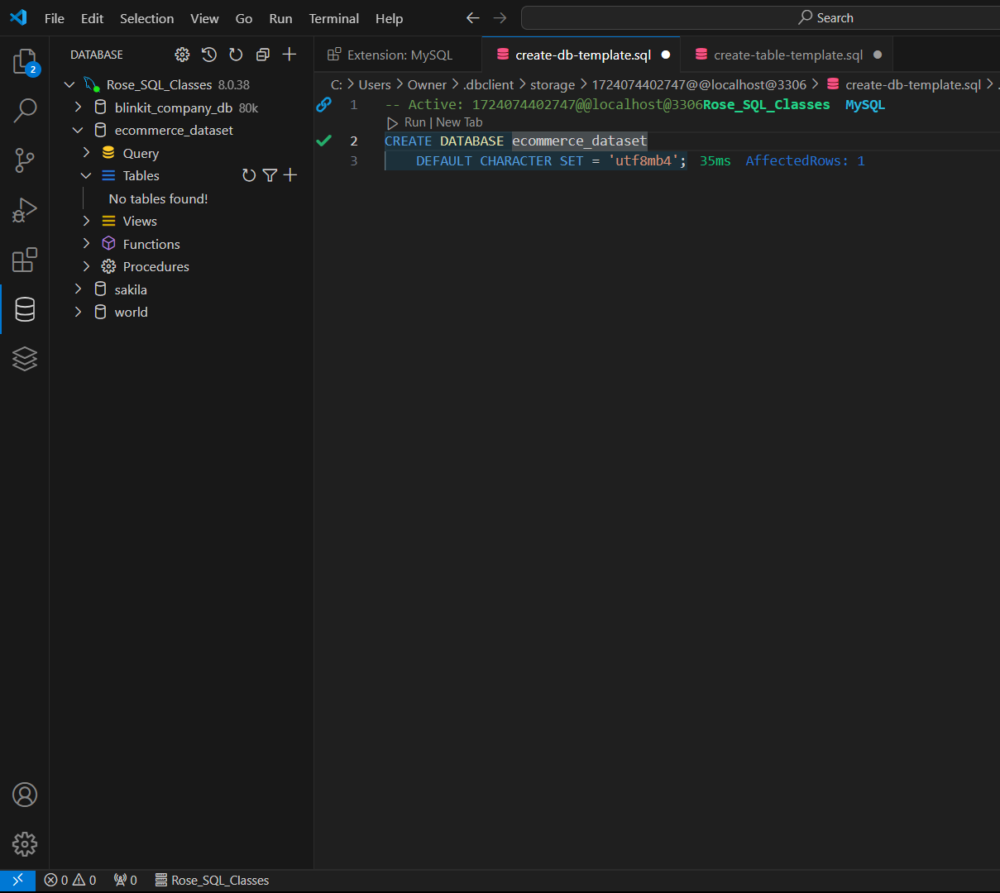 File Edit Selection View Go Run Terminal Help Search
2
DATABASE
Rose_SQL_Classes 8.0.38
blinkit_company_db 80k
ecommerce_dataset
Query
Tables
No tables found!
Views
Functions
Procedures
sakila
world
Extension: MySQL create-db-template.sql create-table-template.sql
C: > Users > Owner > .dbclient > storage > 1724074402747@@localhost@3306 > create-db-template.sql > .
1 -- Active: 1724074402747@@localhost@3306Rose_SQL_Classes MySQL
Run | New Tab
2 CREATE DATABASE ecommerce_dataset
3 DEFAULT CHARACTER SET = 'utf8mb4'; 35ms AffectedRows: 1
0 0 0 Rose_SQL_Classes